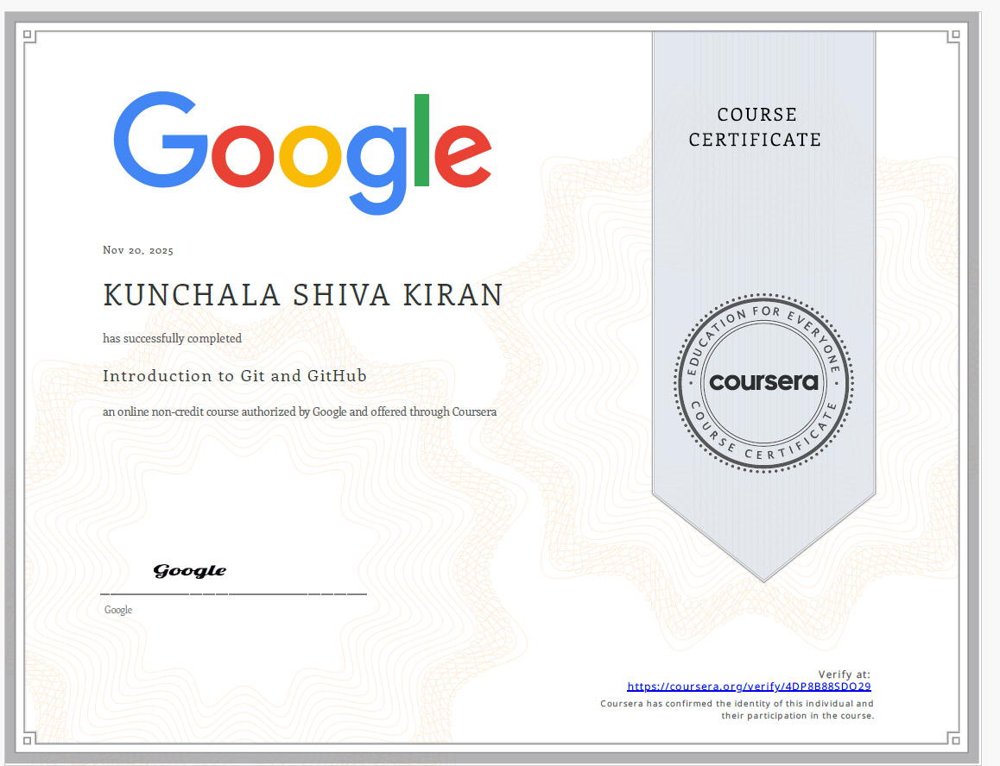 Google
COURSE
CERTIFICATE
Nov 20, 2025
KUNCHALA SHIVA KIRAN
has successfully completed
Introduction to Git and GitHub
an online non-credit course authorized by Google and offered through Coursera
EDUCATION FOR EVERYONE
coursera
COURSE CERTIFICATE
Google
Google
Verify at:
https://coursera.org/verify/4DP8B88SDO29
Coursera has confirmed the identity of this individual and
their participation in the course.